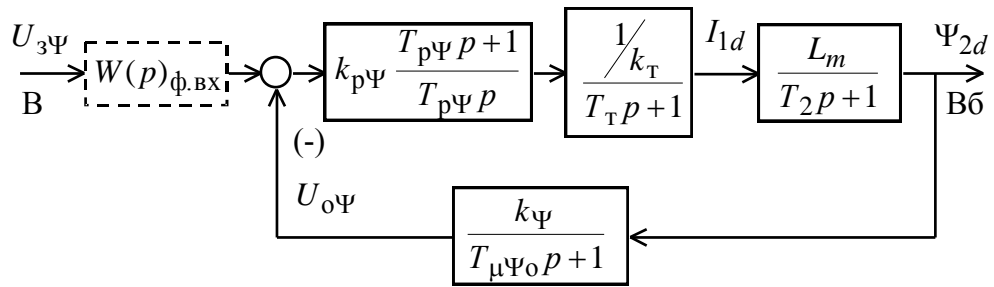 U_зΨ
В
W(p)_ф.вх
(-)
U_оΨ
k_рΨ (T_рΨ p + 1) / (T_рΨ p)
(1/k_т) / (T_т p + 1)
I_1d
L_m / (T_2 p + 1)
Ψ_2d
Вб
k_Ψ / (T_μΨо p + 1)